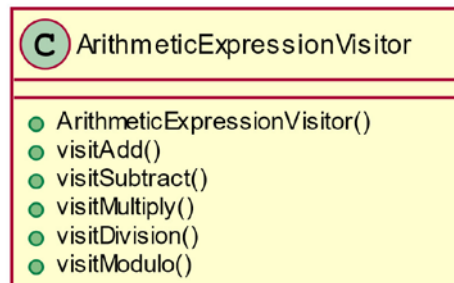 C ArithmeticExpressionVisitor
ArithmeticExpressionVisitor()
visitAdd()
visitSubtract()
visitMultiply()
visitDivision()
visitModulo()